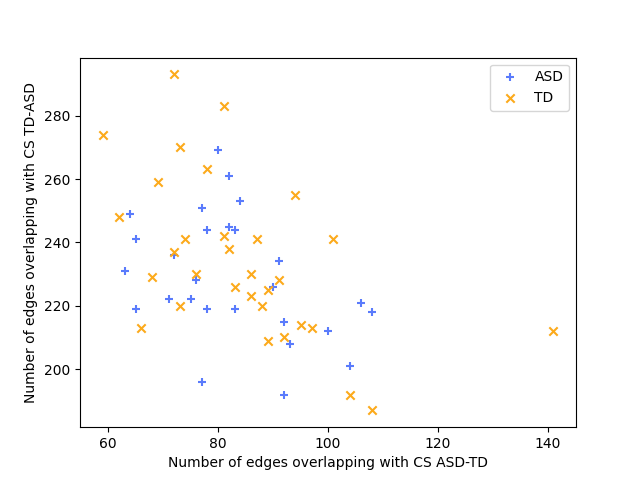 ASD
TD
Number of edges overlapping with CS TD-ASD
280
260
240
220
200
60 80 100 120 140
Number of edges overlapping with CS ASD-TD